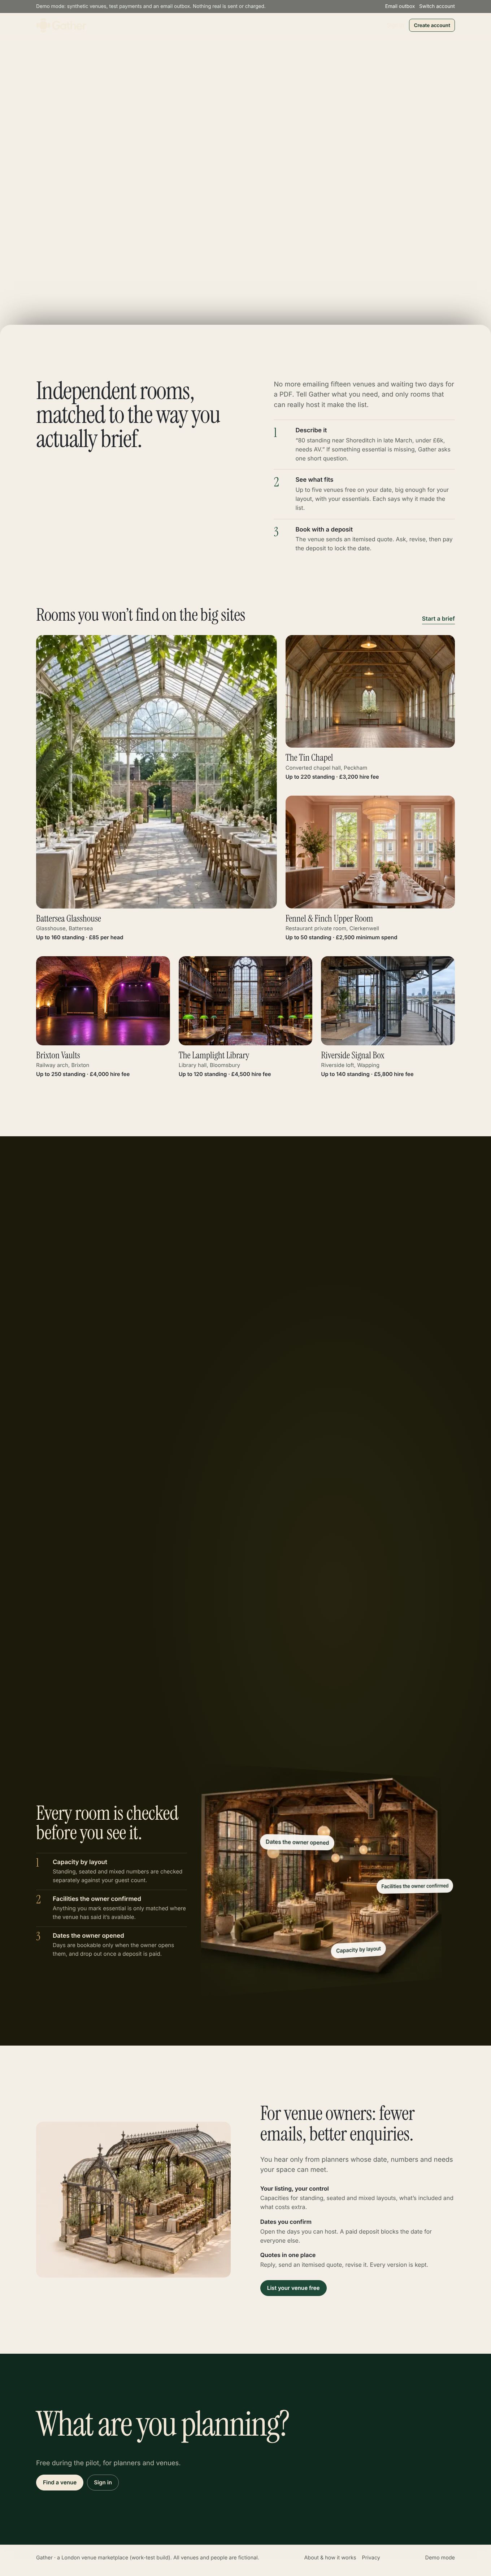 Demo mode: synthetic venues, test payments and an email outbox. Nothing real is sent or charged.
Email outbox Switch account
Gather
Create account
Independent rooms,
matched to the way you
actually brief.
No more emailing fifteen venues and waiting two days for
a PDF. Tell Gather what you need, and only rooms that
can really host it make the list.
1 Describe it
“80 standing near Shoreditch in late March, under £6k,
needs AV.” If something essential is missing, Gather asks
one short question.
2 See what fits
Up to five venues free on your date, big enough for your
layout, with your essentials. Each says why it made the
list.
3 Book with a deposit
The venue sends an itemised quote. Ask, revise, then pay
the deposit to lock the date.
Rooms you won’t find on the big sites
Start a brief
Battersea Glasshouse
Glasshouse, Battersea
Up to 160 standing · £85 per head
The Tin Chapel
Converted chapel hall, Peckham
Up to 220 standing · £3,200 hire fee
Fennel & Finch Upper Room
Restaurant private room, Clerkenwell
Up to 50 standing · £2,500 minimum spend
Brixton Vaults
Railway arch, Brixton
Up to 250 standing · £4,000 hire fee
The Lamplight Library
Library hall, Bloomsbury
Up to 120 standing · £4,500 hire fee
Riverside Signal Box
Riverside loft, Wapping
Up to 140 standing · £5,800 hire fee
Every room is checked
before you see it.
1 Capacity by layout
Standing, seated and mixed numbers are checked
separately against your guest count.
2 Facilities the owner confirmed
Anything you mark essential is only matched where
the venue has said it’s available.
3 Dates the owner opened
Days are bookable only when the owner opens
them, and drop out once a deposit is paid.
Dates the owner opened
Facilities the owner confirmed
Capacity by layout
For venue owners: fewer
emails, better enquiries.
You hear only from planners whose date, numbers and needs
your space can meet.
Your listing, your control
Capacities for standing, seated and mixed layouts, what’s included and
what costs extra.
Dates you confirm
Open the days you can host. A paid deposit blocks the date for
everyone else.
Quotes in one place
Reply, send an itemised quote, revise it. Every version is kept.
List your venue free
What are you planning?
Free during the pilot, for planners and venues.
Find a venue
Sign in
Gather · a London venue marketplace (work-test build). All venues and people are fictional.
About & how it works Privacy
Demo mode